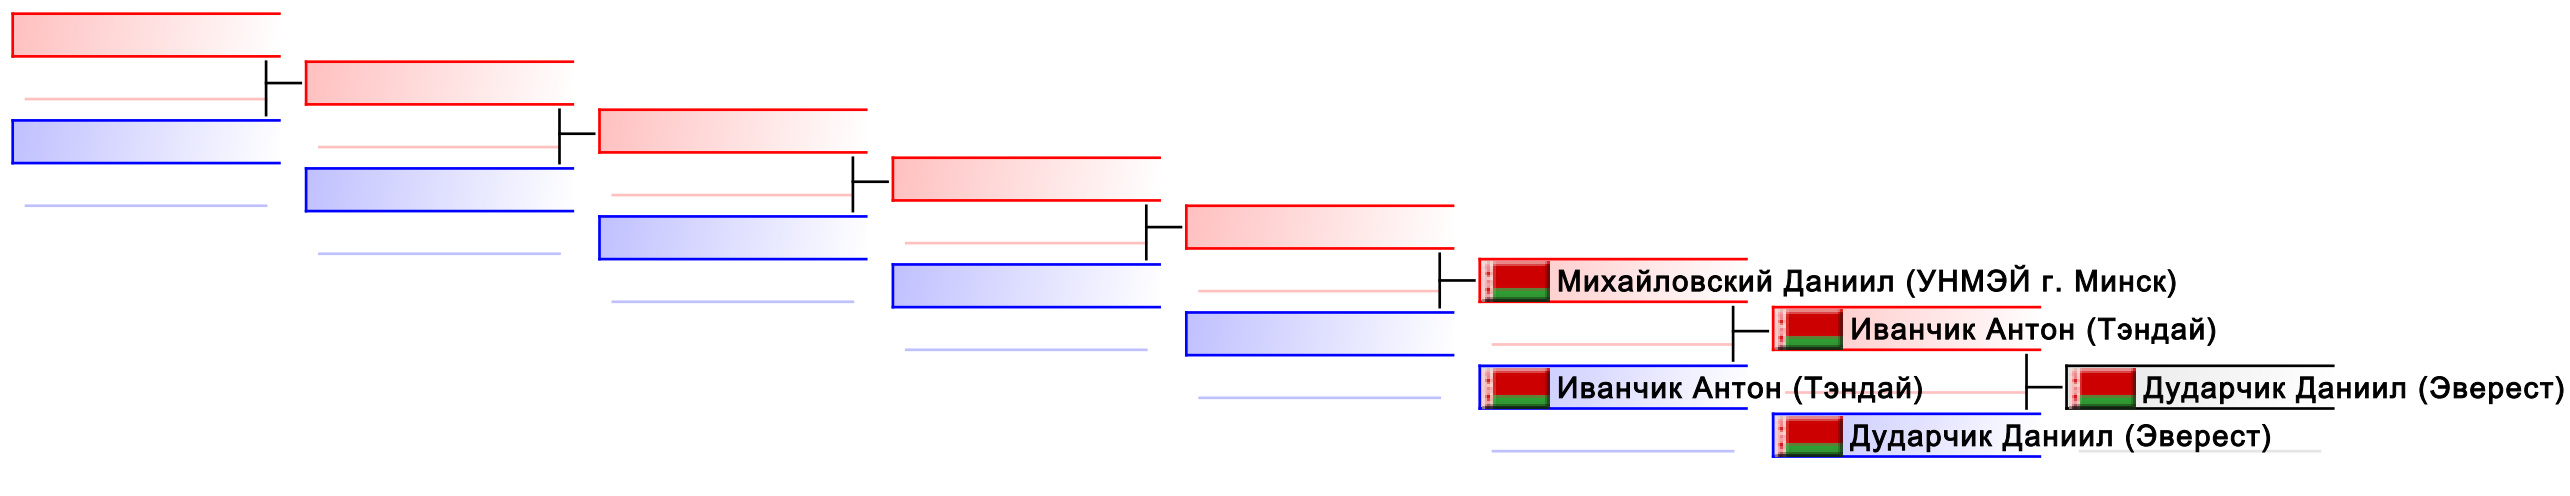 Михайловский Даниил (УНМЭЙ г. Минск)
Иванчик Антон (Тэндай)
Иванчик Антон (Тэндай)
Дударчик Даниил (Эверест)
Дударчик Даниил (Эверест)